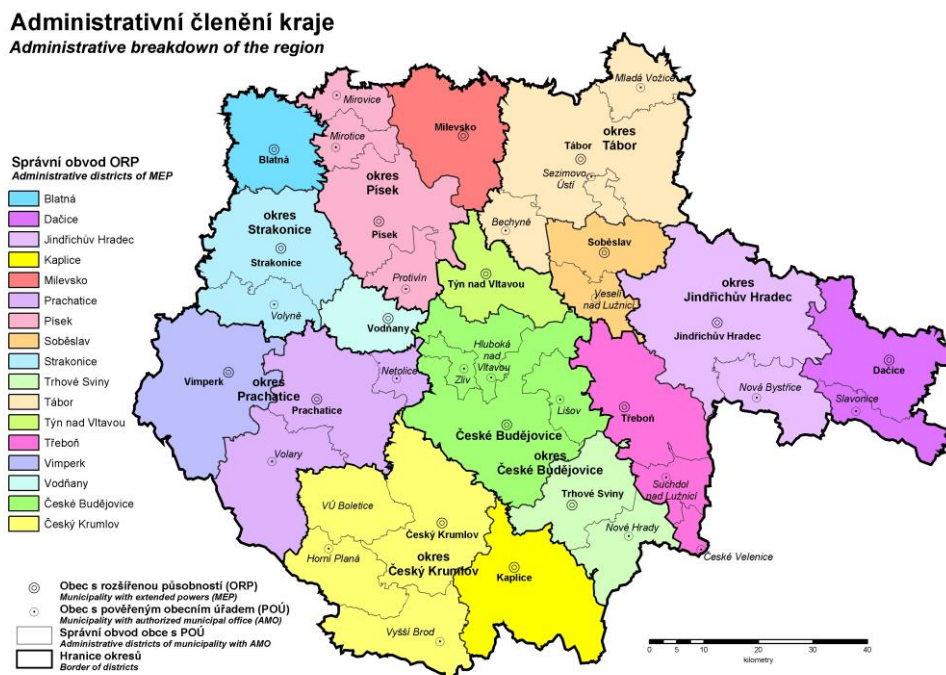 Administrativní členění kraje
Administrative breakdown of the region
Správní obvod ORP
Administrative districts of MEP
Blatná
Dačice
Jindřichův Hradec
Kaplice
Milevsko
Prachatice
Písek
Soběslav
Strakonice
Trhové Sviny
Tábor
Týn nad Vltavou
Třeboň
Vimperk
Vodňany
České Budějovice
Český Krumlov
Obec s rozšířenou působností (ORP)
Municipality with extended powers (MEP)
Obec s pověřeným obecním úřadem (POÚ)
Municipality with authorized municipal office (AMO)
Správní obvod obce s POÚ
Administrative districts of municipality with AMO
Hranice okresů
Border of districts
Mladá Vožice
Mirovice
Milevsko
okres
Tábor
Mirotice
Tábor
Blatná
Sezimovo
Ústí
okres
Písek
okres
Strakonice
Písek
Bechyně
Strakonice
Soběslav
Protivín
Týn nad Vltavou
okres
Jindřichův Hradec
Veselí
nad Lužnicí
Volyně
Vodňany
Jindřichův Hradec
Hluboká
nad
Vltavou
Zliv
Netolice
Vimperk
okres
Prachatice
Prachatice
Dačice
Nová Bystřice
Slavonice
Lišov
Třeboň
České Budějovice
okres
České Budějovice
Volary
Suchdol
nad Lužnicí
Trhové Sviny
VÚ Boletice
Nové Hrady
Český Krumlov
Horní Planá
okres
Český Krumlov
České Velenice
Kaplice
Vyšší Brod
0 5 10 20 30 40
kilometry